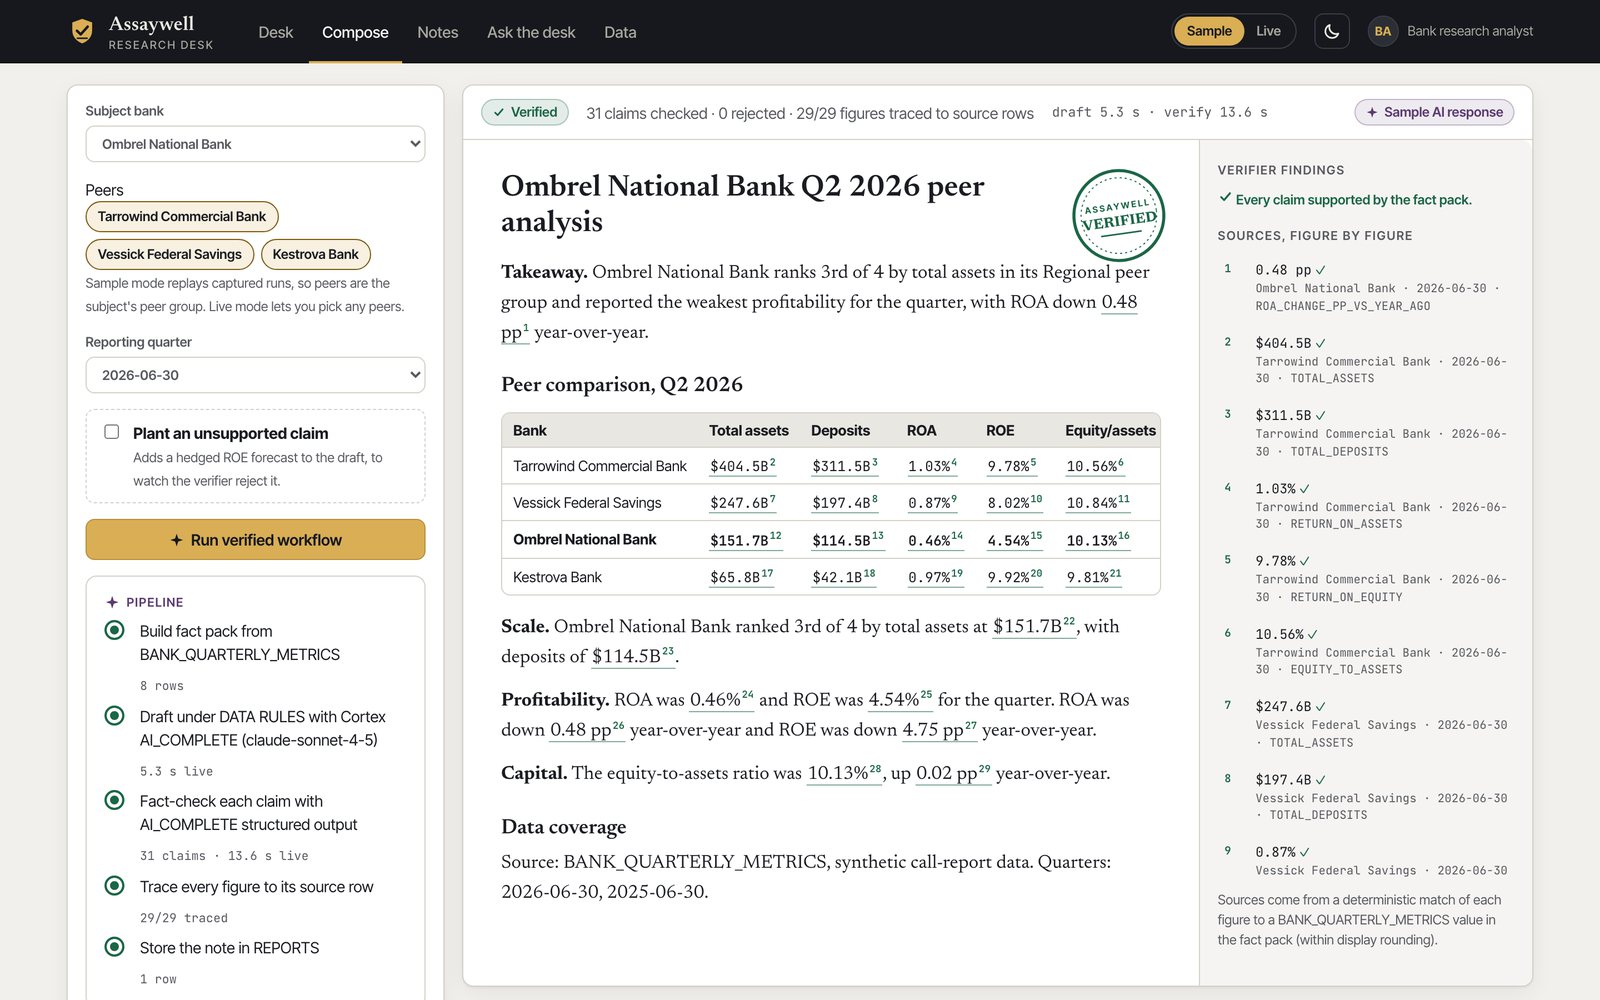 Assaywell
RESEARCH DESK
Desk
Compose
Notes
Ask the desk
Data
Sample
Live
BA
Bank research analyst
Subject bank
Ombrel National Bank
Peers
Tarrowind Commercial Bank
Vessick Federal Savings
Kestrova Bank
Sample mode replays captured runs, so peers are the
subject's peer group. Live mode lets you pick any peers.
Reporting quarter
2026-06-30
Plant an unsupported claim
Adds a hedged ROE forecast to the draft, to
watch the verifier reject it.
Run verified workflow
PIPELINE
Build fact pack from
BANK_QUARTERLY_METRICS
8 rows
Draft under DATA RULES with Cortex
AI_COMPLETE (claude-sonnet-4-5)
5.3 s live
Fact-check each claim with
AI_COMPLETE structured output
31 claims · 13.6 s live
Trace every figure to its source row
29/29 traced
Store the note in REPORTS
1 row
Verified
31 claims checked · 0 rejected · 29/29 figures traced to source rows
draft 5.3 s · verify 13.6 s
Sample AI response
Ombrel National Bank Q2 2026 peer
analysis
ASSAYWELL
VERIFIED
Takeaway. Ombrel National Bank ranks 3rd of 4 by total assets in its Regional peer
group and reported the weakest profitability for the quarter, with ROA down 0.48
pp1 year-over-year.
Peer comparison, Q2 2026
Bank Total assets Deposits ROA ROE Equity/assets
Tarrowind Commercial Bank $404.5B2 $311.5B3 1.03%4 9.78%5 10.56%6
Vessick Federal Savings $247.6B7 $197.4B8 0.87%9 8.02%10 10.84%11
Ombrel National Bank $151.7B12 $114.5B13 0.46%14 4.54%15 10.13%16
Kestrova Bank $65.8B17 $42.1B18 0.97%19 9.92%20 9.81%21
Scale. Ombrel National Bank ranked 3rd of 4 by total assets at $151.7B22, with
deposits of $114.5B23.
Profitability. ROA was 0.46%24 and ROE was 4.54%25 for the quarter. ROA was
down 0.48 pp26 year-over-year and ROE was down 4.75 pp27 year-over-year.
Capital. The equity-to-assets ratio was 10.13%28, up 0.02 pp29 year-over-year.
Data coverage
Source: BANK_QUARTERLY_METRICS, synthetic call-report data. Quarters:
2026-06-30, 2025-06-30.
VERIFIER FINDINGS
Every claim supported by the fact pack.
SOURCES, FIGURE BY FIGURE
1 0.48 pp
Ombrel National Bank · 2026-06-30 ·
ROA_CHANGE_PP_VS_YEAR_AGO
2 $404.5B
Tarrowind Commercial Bank · 2026-06-
30 · TOTAL_ASSETS
3 $311.5B
Tarrowind Commercial Bank · 2026-06-
30 · TOTAL_DEPOSITS
4 1.03%
Tarrowind Commercial Bank · 2026-06-
30 · RETURN_ON_ASSETS
5 9.78%
Tarrowind Commercial Bank · 2026-06-
30 · RETURN_ON_EQUITY
6 10.56%
Tarrowind Commercial Bank · 2026-06-
30 · EQUITY_TO_ASSETS
7 $247.6B
Vessick Federal Savings · 2026-06-30
· TOTAL_ASSETS
8 $197.4B
Vessick Federal Savings · 2026-06-30
· TOTAL_DEPOSITS
9 0.87%
Vessick Federal Savings · 2026-06-30
Sources come from a deterministic match of each
figure to a BANK_QUARTERLY_METRICS value in
the fact pack (within display rounding).